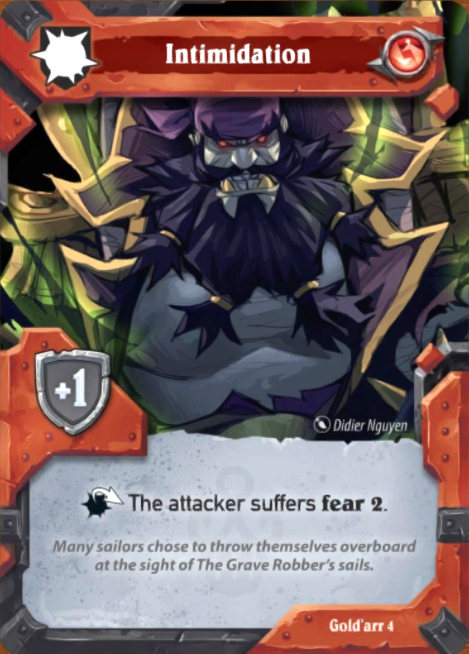 Intimidation
+1
Didier Nguyen
The attacker suffers fear 2.
Many sailors chose to throw themselves overboard
at the sight of The Grave Robber's sails.
Gold'arr 4